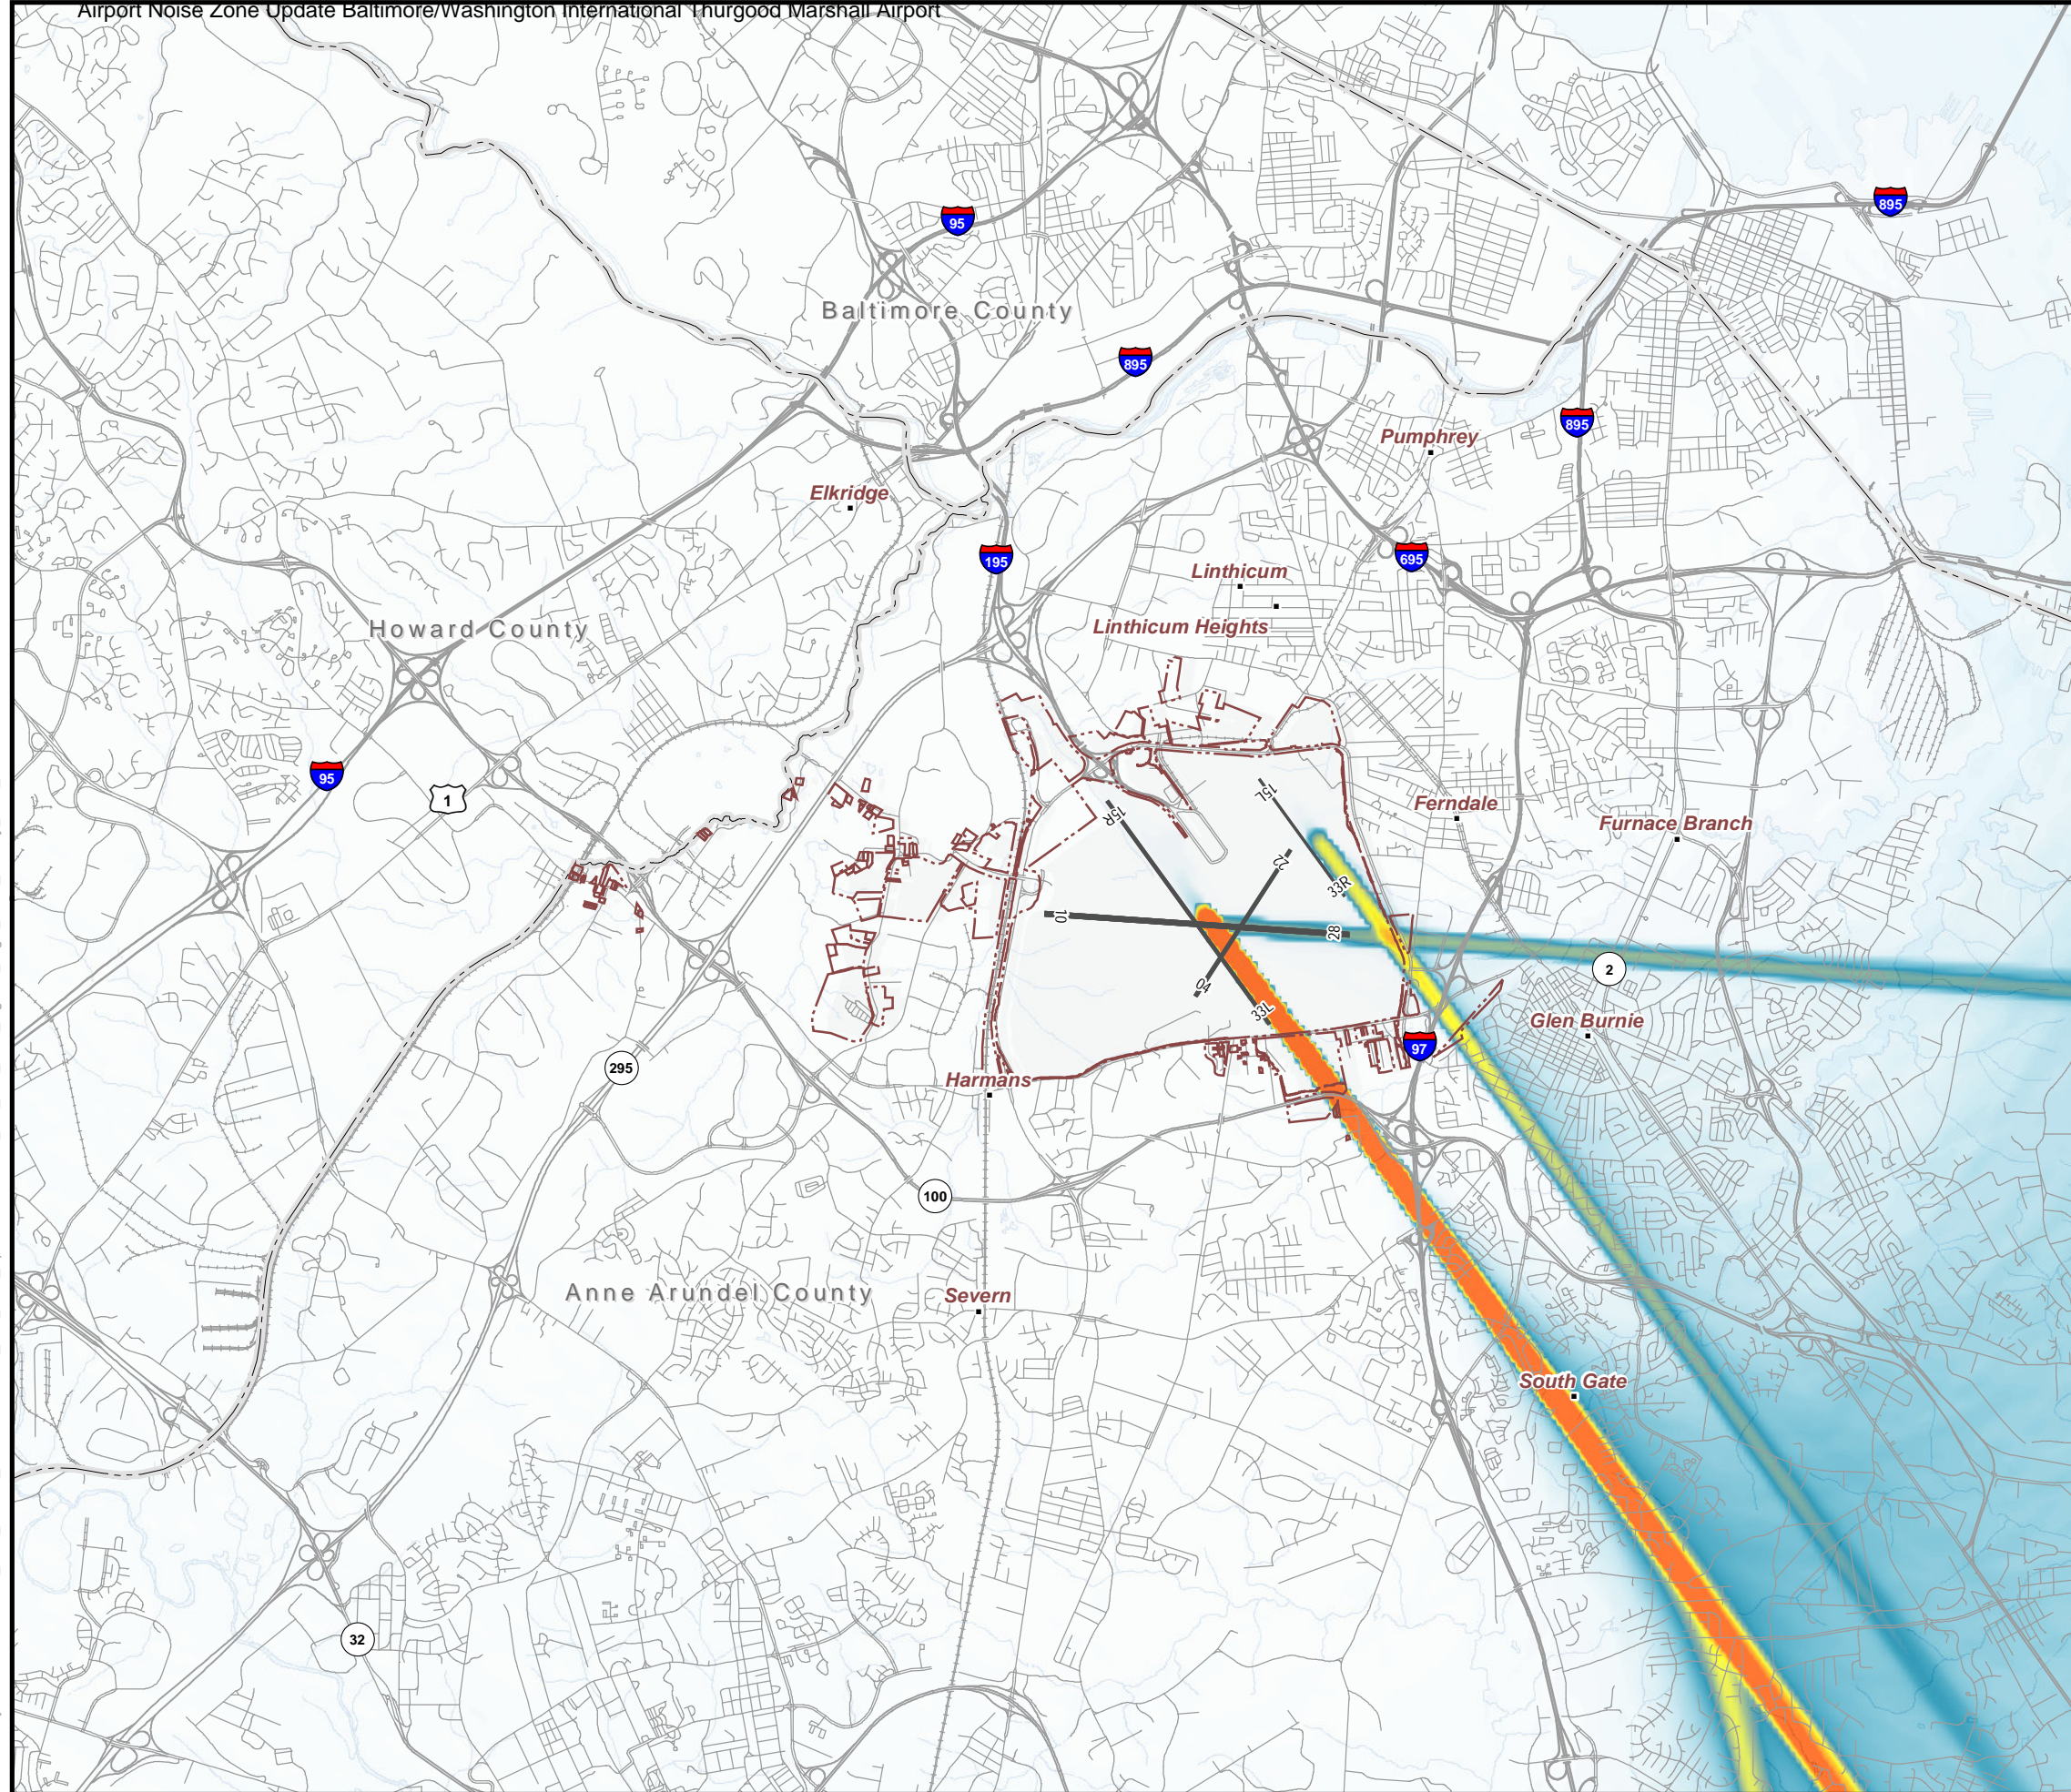 Airport Noise Zone Update Baltimore/Washington International Thurgood Marshall Airport
895
95
Baltimore County
895
895
Pumphrey
Elkridge
195
695
Linthicum
Linthicum Heights
Howard County
95
1
15L
15R
Ferndale
Furnace Branch
22
33R
10
28
2
04
33L
Glen Burnie
97
295
Harmans
100
Anne Arundel County
Severn
South Gate
32